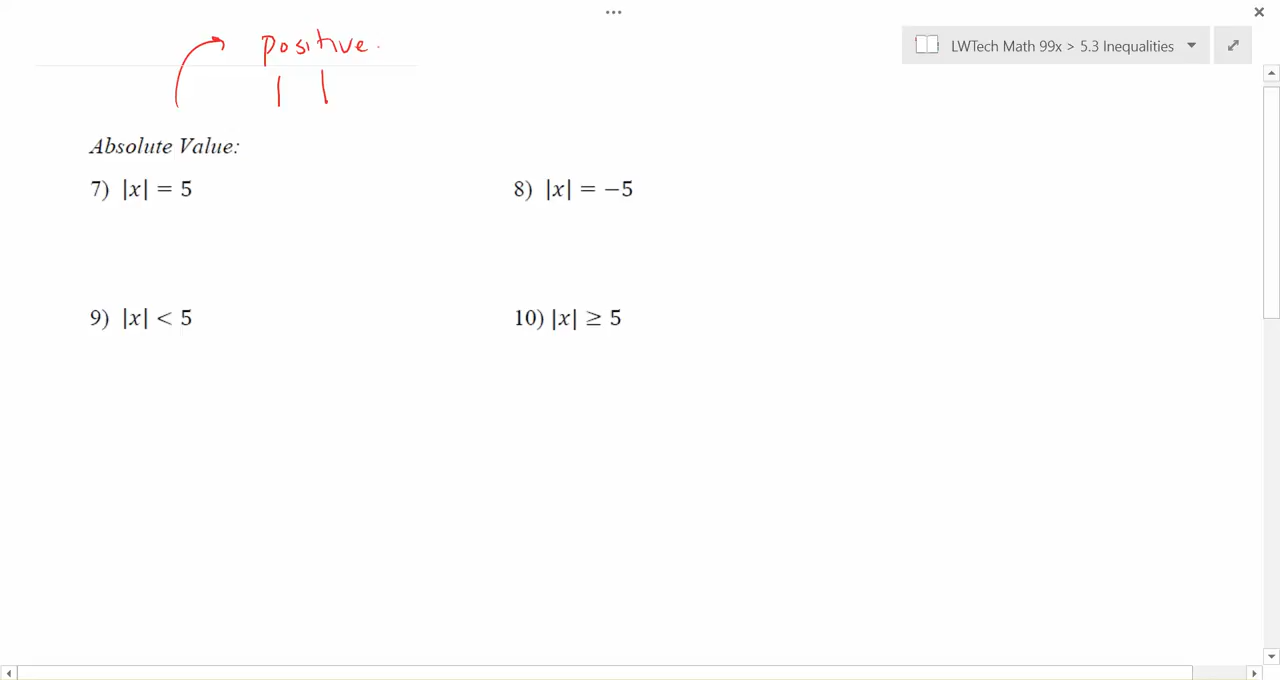 ...
positive.
LWTech Math 99x > 5.3 Inequalities
| |
Absolute Value:
7) |x| = 5
8) |x| = −5
9) |x| < 5
10) |x| ≥ 5